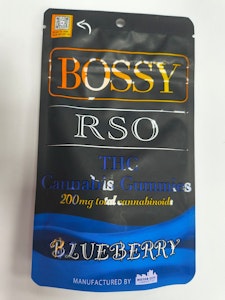 BOSSY
RSO
THC
Cannabis Gummies
200mg total cannabinoids
BLUEBERRY
MANUFACTURED BY